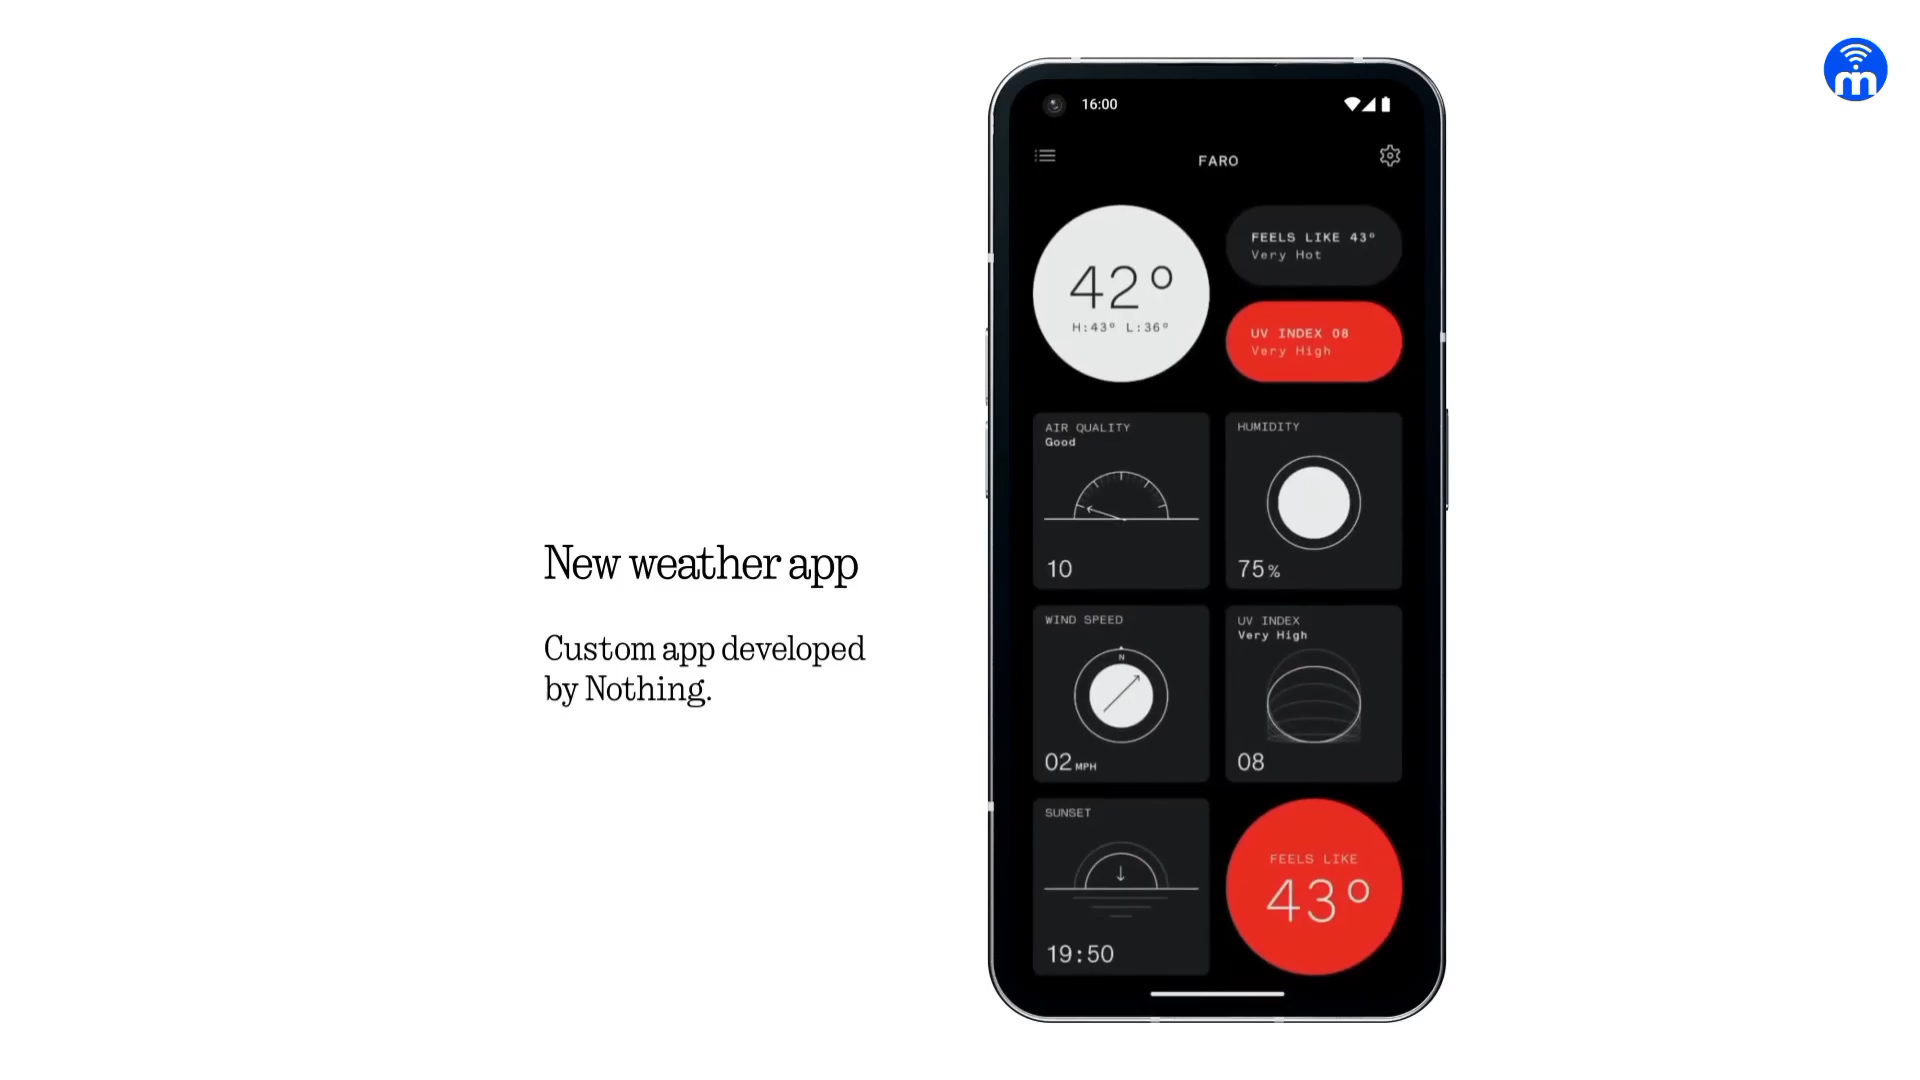 New weather app
Custom app developed
by Nothing.
16:00
FARO
42°
H:43° L:36°
FEELS LIKE 43°
Very Hot
UV INDEX 08
Very High
AIR QUALITY
Good
10
HUMIDITY
75%
WIND SPEED
N
02 MPH
UV INDEX
Very High
08
SUNSET
19:50
FEELS LIKE
43°
m